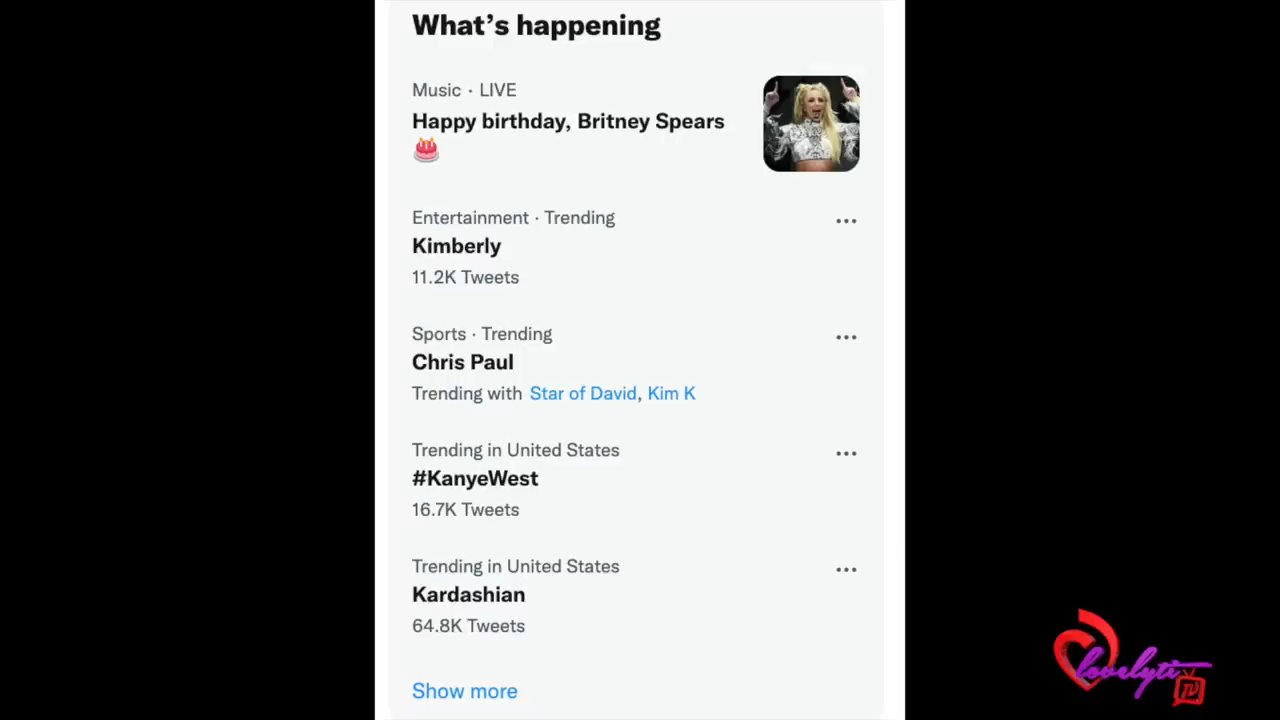 What's happening
Music · LIVE
Happy birthday, Britney Spears
🎂
Entertainment · Trending
Kimberly
11.2K Tweets
Sports · Trending
Chris Paul
Trending with Star of David, Kim K
Trending in United States
#KanyeWest
16.7K Tweets
Trending in United States
Kardashian
64.8K Tweets
Show more
lovelyti
TV